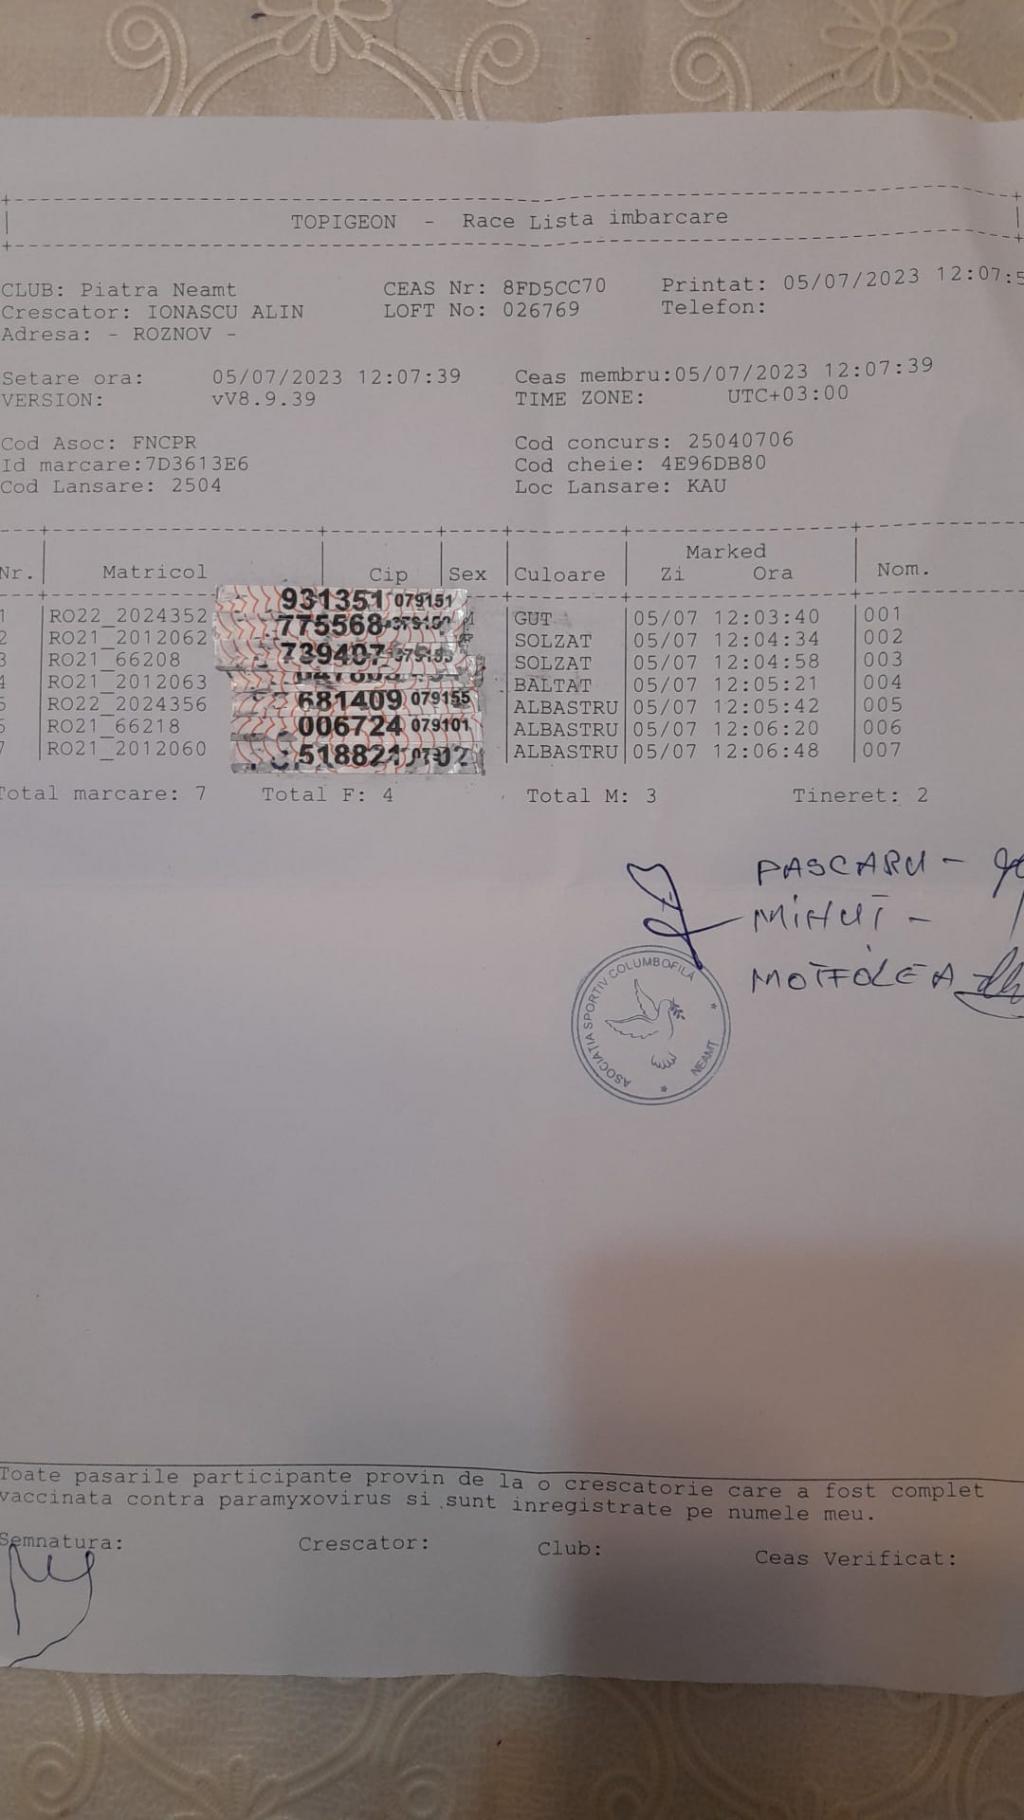 TOPIGEON - Race Lista imbarcare
CLUB: Piatra Neamt CEAS Nr: 8FD5CC70 Printat: 05/07/2023 12:07:5
Crescator: IONASCU ALIN LOFT No: 026769 Telefon:
Adresa: - ROZNOV -
Setare ora: 05/07/2023 12:07:39 Ceas membru:05/07/2023 12:07:39
VERSION: vV8.9.39 TIME ZONE: UTC+03:00
Cod Asoc: FNCPR Cod concurs: 25040706
Id marcare:7D3613E6 Cod cheie: 4E96DB80
Cod Lansare: 2504 Loc Lansare: KAU
Marked
Nr. Matricol Cip Sex Culoare Zi Ora Nom.
1 RO22_2024352 931351 079151 GUT 05/07 12:03:40 001
2 RO21_2012062 775568 SOLZAT 05/07 12:04:34 002
3 RO21_66208 739407 SOLZAT 05/07 12:04:58 003
4 RO21_2012063 BALTAT 05/07 12:05:21 004
5 RO22_2024356 681409 079155 ALBASTRU 05/07 12:05:42 005
6 RO21_66218 006724 079101 ALBASTRU 05/07 12:06:20 006
7 RO21_2012060 518821 ALBASTRU 05/07 12:06:48 007
Total marcare: 7 Total F: 4 Total M: 3 Tineret: 2
PASCARU -
MIHUȚ -
ASOCIATIA SPORTIV COLUMBOFILA * NEAMT *
Toate pasarile participante provin de la o crescatorie care a fost complet
vaccinata contra paramyxovirus si sunt inregistrate pe numele meu.
Semnatura: Crescator: Club: Ceas Verificat: